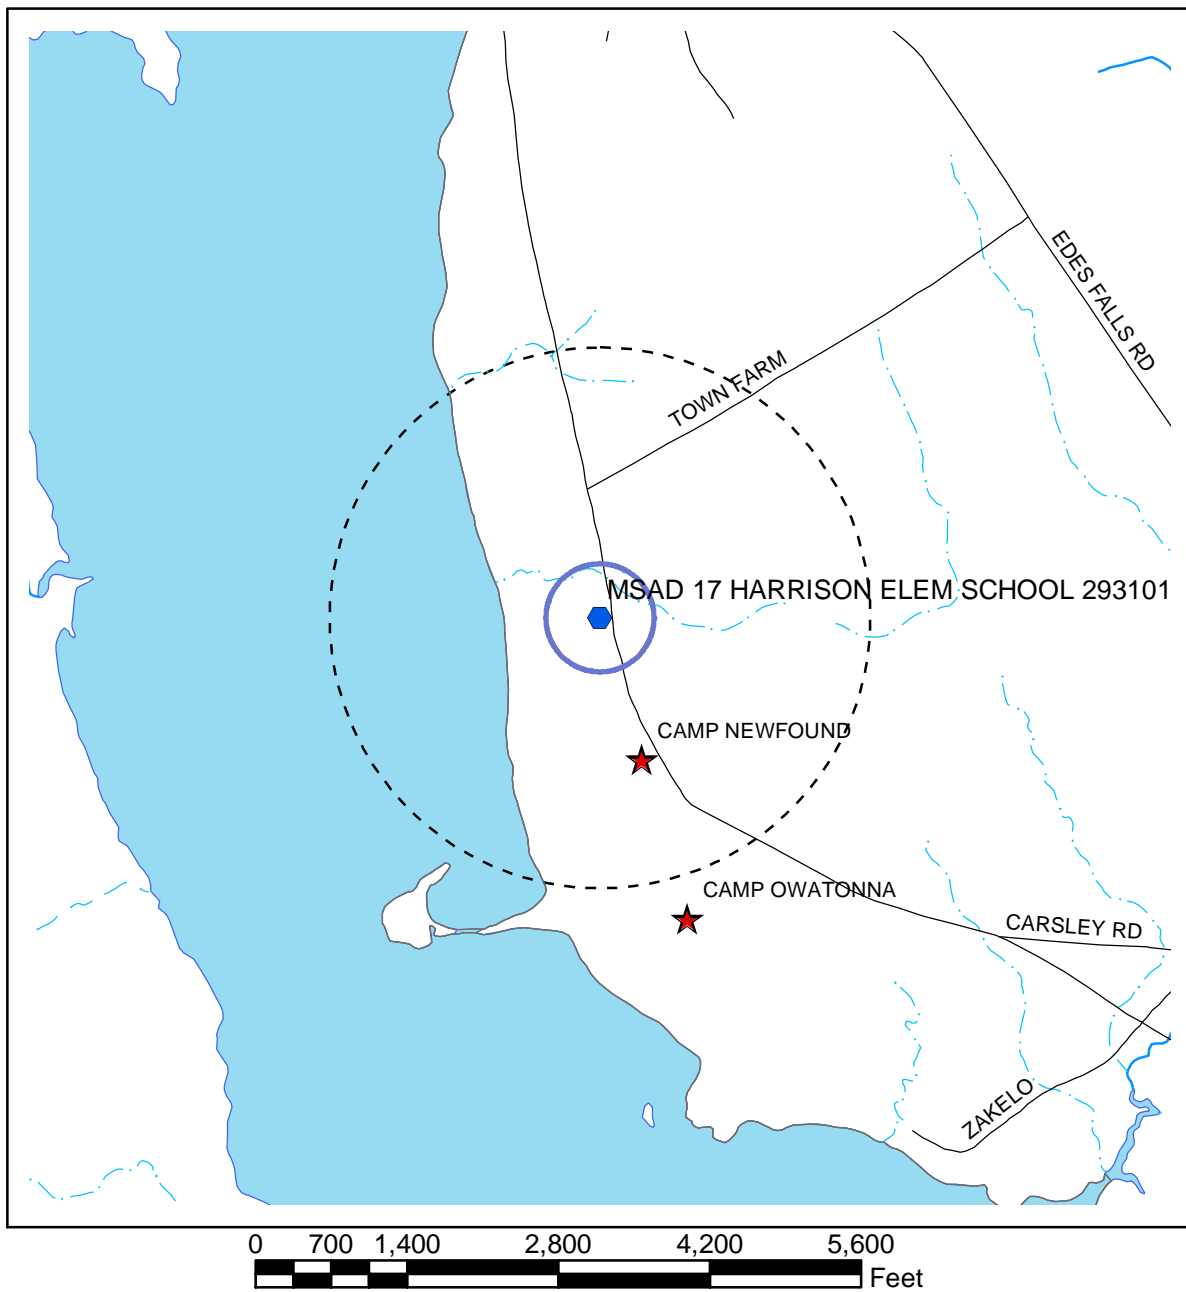 EDES FALLS RD
TOWN FARM
MSAD 17 HARRISON ELEM SCHOOL 293101
CAMP NEWFOUND
CAMP OWATONNA
CARSLEY RD
ZAKELO
0 700 1,400 2,800 4,200 5,600
Feet